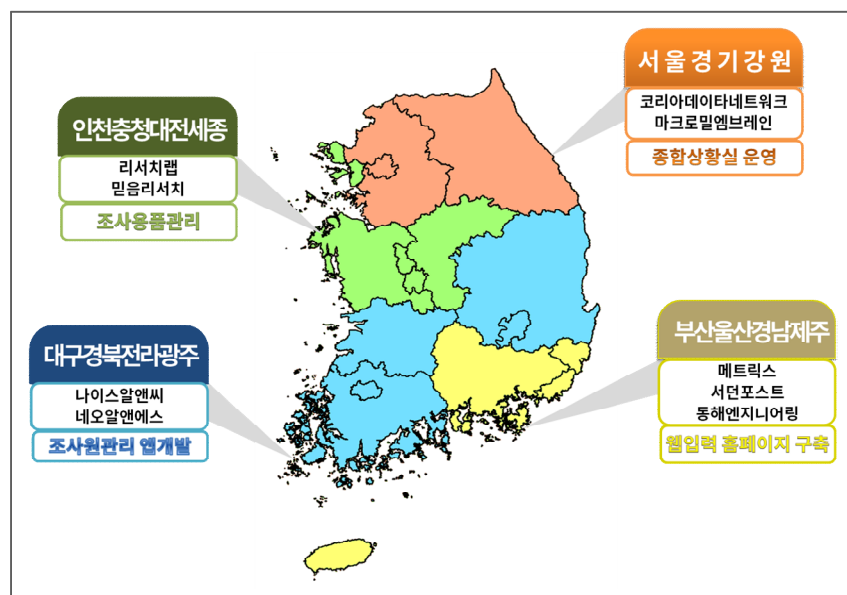 서울경기강원
코리아데이타네트워크
마크로밀엠브레인
종합상황실 운영
인천충청대전세종
리서치랩
믿음리서치
조사용품관리
대구경북전라광주
나이스알앤씨
네오알앤에스
조사원관리 앱개발
부산울산경남제주
메트릭스
서던포스트
동해엔지니어링
웹입력 홈페이지 구축